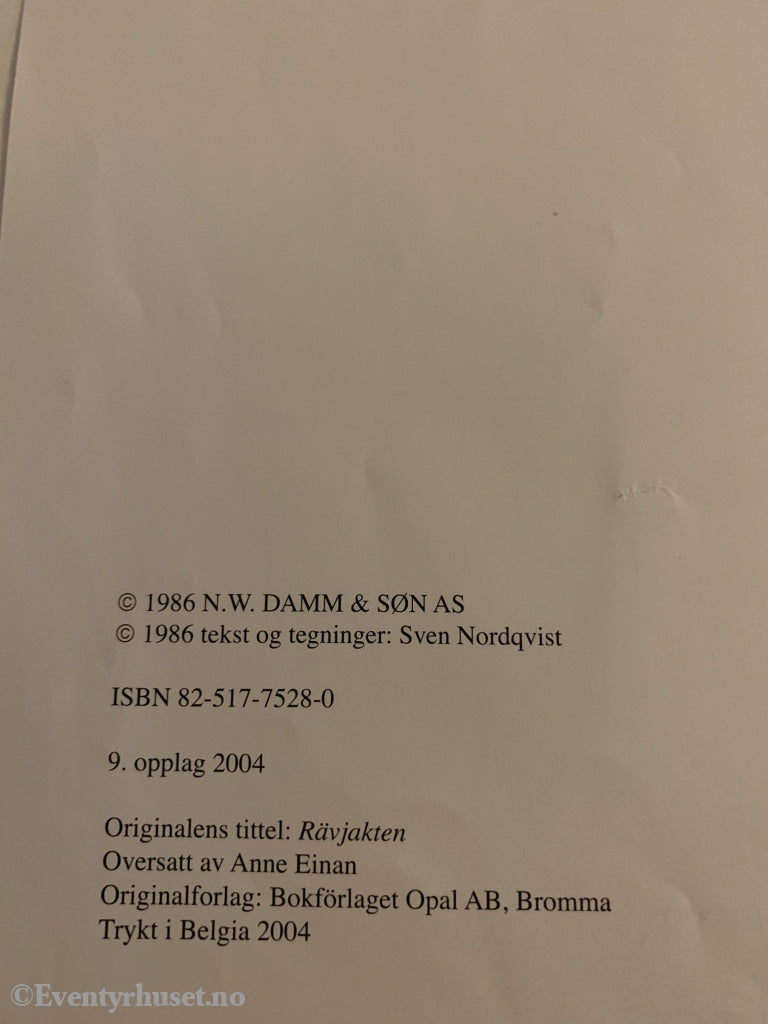 © 1986 N.W. DAMM & SØN AS
© 1986 tekst og tegninger: Sven Nordqvist
ISBN 82-517-7528-0
9. opplag 2004
Originalens tittel: Rävjakten
Oversatt av Anne Einan
Originalforlag: Bokförlaget Opal AB, Bromma
Trykt i Belgia 2004
©Eventyrhuset.no